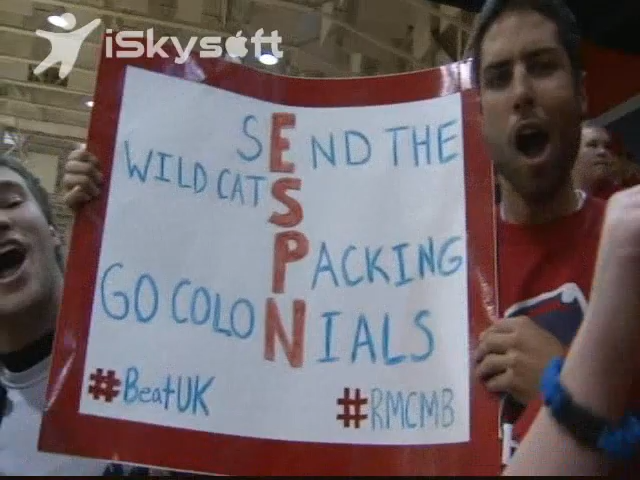 iSkysoft
SEND THE
WILDCATS
PACKING
GO COLONIALS
#BeatUK
#RMCMB